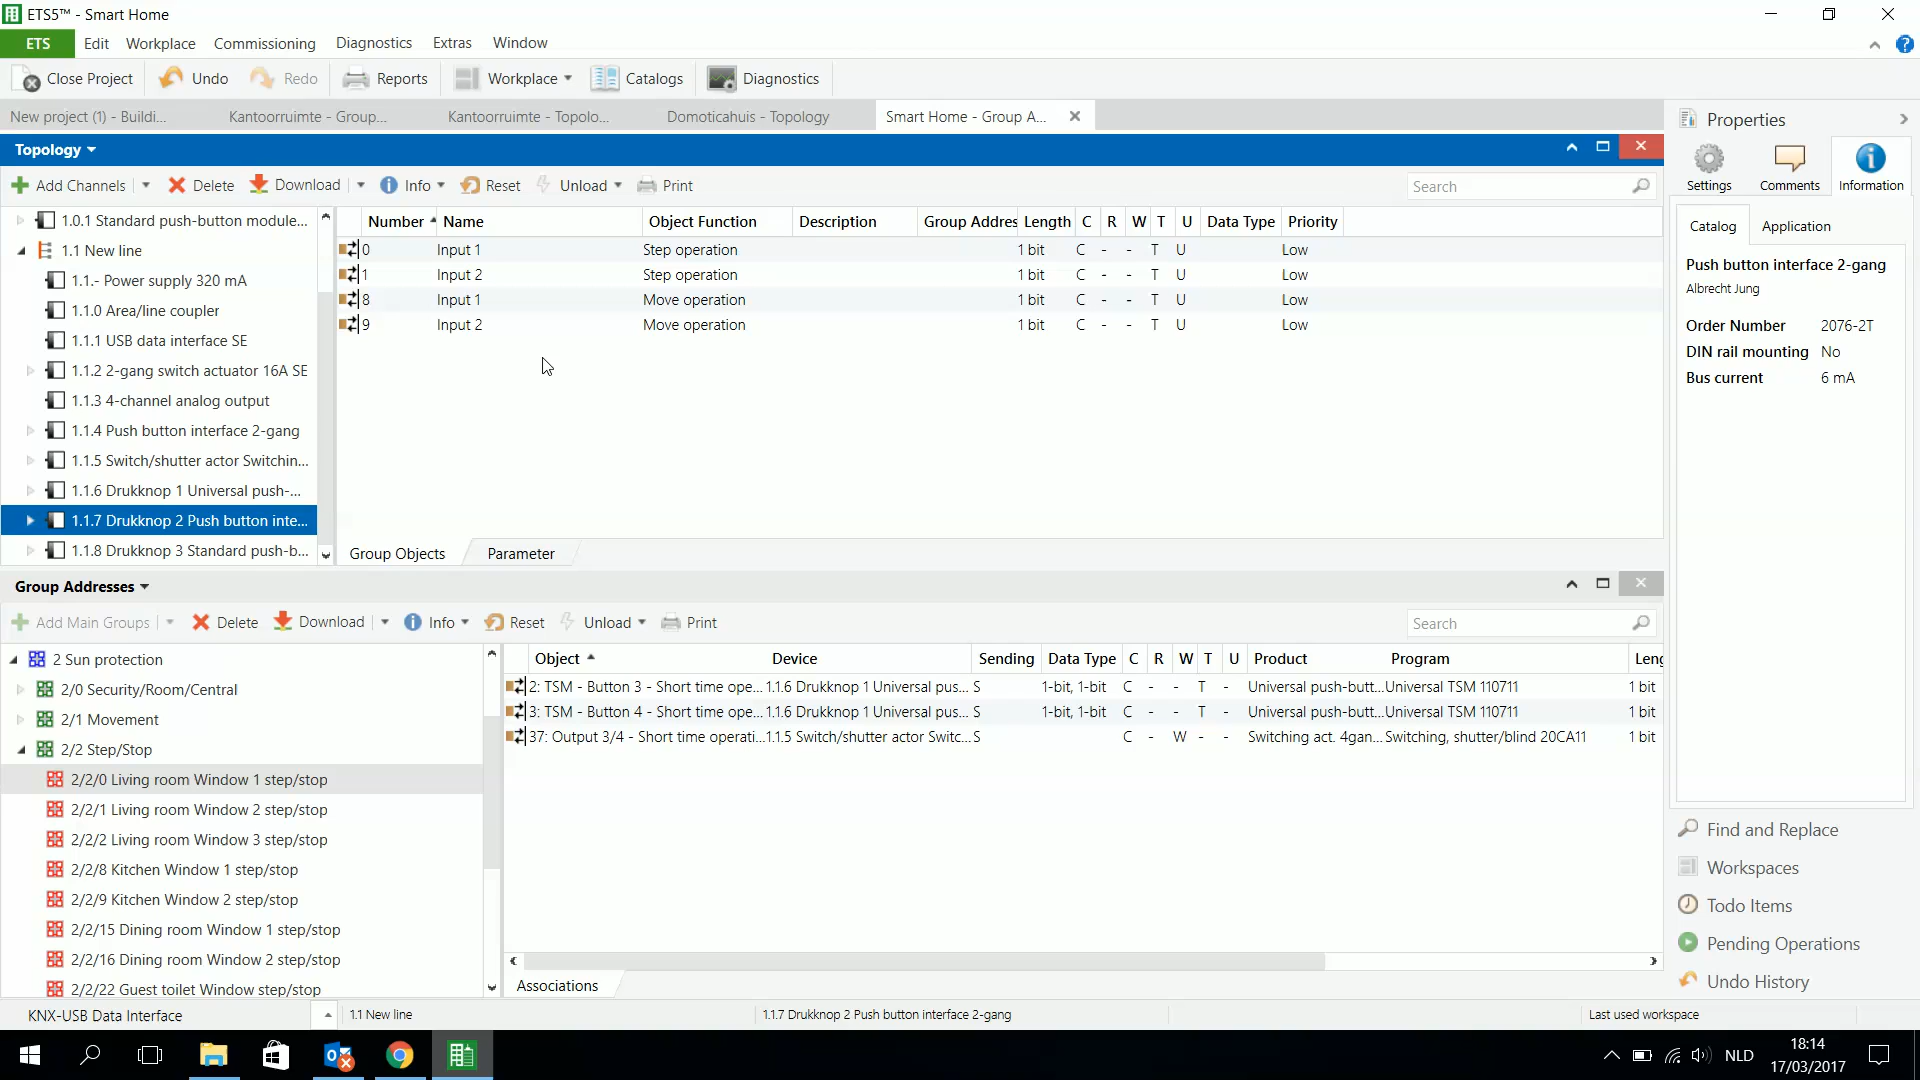 ETS5™ - Smart Home
ETS Edit Workplace Commissioning Diagnostics Extras Window
Close Project Undo Redo Reports Workplace Catalogs Diagnostics
New project (1) - Buildi... Kantoorruimte - Group... Kantoorruimte - Topolo... Domoticahuis - Topology Smart Home - Group A...
Topology
Add Channels Delete Download Info Reset Unload Print Search
1.0.1 Standard push-button module...
1.1 New line
1.1.- Power supply 320 mA
1.1.0 Area/line coupler
1.1.1 USB data interface SE
1.1.2 2-gang switch actuator 16A SE
1.1.3 4-channel analog output
1.1.4 Push button interface 2-gang
1.1.5 Switch/shutter actor Switchin...
1.1.6 Drukknop 1 Universal push-...
1.1.7 Drukknop 2 Push button inte...
1.1.8 Drukknop 3 Standard push-b...
Number Name Object Function Description Group Addres Length C R W T U Data Type Priority
0 Input 1 Step operation 1 bit C - - T U Low
1 Input 2 Step operation 1 bit C - - T U Low
8 Input 1 Move operation 1 bit C - - T U Low
9 Input 2 Move operation 1 bit C - - T U Low
Group Objects Parameter
Group Addresses
Add Main Groups Delete Download Info Reset Unload Print Search
2 Sun protection
2/0 Security/Room/Central
2/1 Movement
2/2 Step/Stop
2/2/0 Living room Window 1 step/stop
2/2/1 Living room Window 2 step/stop
2/2/2 Living room Window 3 step/stop
2/2/8 Kitchen Window 1 step/stop
2/2/9 Kitchen Window 2 step/stop
2/2/15 Dining room Window 1 step/stop
2/2/16 Dining room Window 2 step/stop
2/2/22 Guest toilet Window step/stop
Object Device Sending Data Type C R W T U Product Program Leng
2: TSM - Button 3 - Short time ope... 1.1.6 Drukknop 1 Universal pus... S 1-bit, 1-bit C - - T - Universal push-butt... Universal TSM 110711 1 bit
3: TSM - Button 4 - Short time ope... 1.1.6 Drukknop 1 Universal pus... S 1-bit, 1-bit C - - T - Universal push-butt... Universal TSM 110711 1 bit
37: Output 3/4 - Short time operati... 1.1.5 Switch/shutter actor Switc... S C - W - - Switching act. 4gan... Switching, shutter/blind 20CA11 1 bit
Associations
Properties
Settings Comments Information
Catalog Application
Push button interface 2-gang
Albrecht Jung
Order Number 2076-2T
DIN rail mounting No
Bus current 6 mA
Find and Replace
Workspaces
Todo Items
Pending Operations
Undo History
KNX-USB Data Interface 1.1 New line 1.1.7 Drukknop 2 Push button interface 2-gang Last used workspace
NLD
18:14
17/03/2017